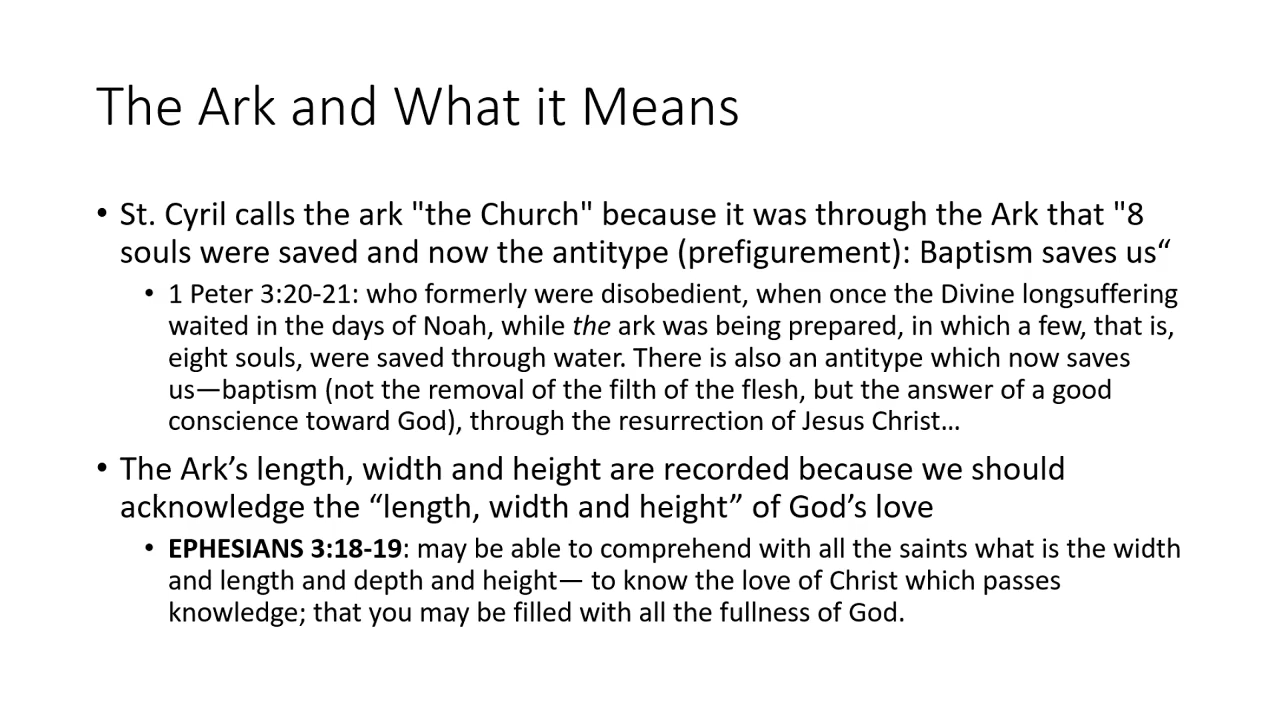 The Ark and What it Means
• St. Cyril calls the ark "the Church" because it was through the Ark that "8
souls were saved and now the antitype (prefigurement): Baptism saves us“
• 1 Peter 3:20-21: who formerly were disobedient, when once the Divine longsuffering
waited in the days of Noah, while the ark was being prepared, in which a few, that is,
eight souls, were saved through water. There is also an antitype which now saves
us—baptism (not the removal of the filth of the flesh, but the answer of a good
conscience toward God), through the resurrection of Jesus Christ…
• The Ark’s length, width and height are recorded because we should
acknowledge the “length, width and height” of God’s love
• EPHESIANS 3:18-19: may be able to comprehend with all the saints what is the width
and length and depth and height— to know the love of Christ which passes
knowledge; that you may be filled with all the fullness of God.